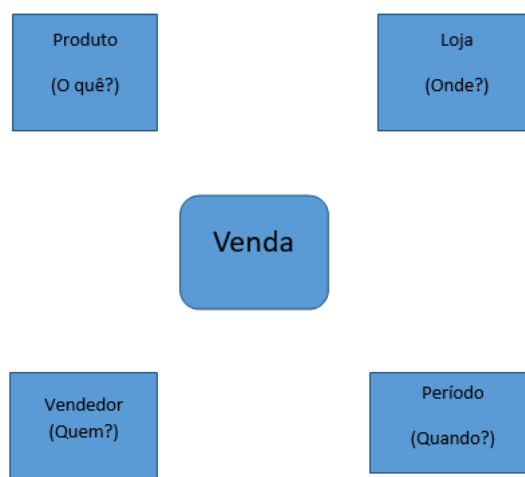 Produto
(O quê?)
Loja
(Onde?)
Venda
Vendedor
(Quem?)
Período
(Quando?)